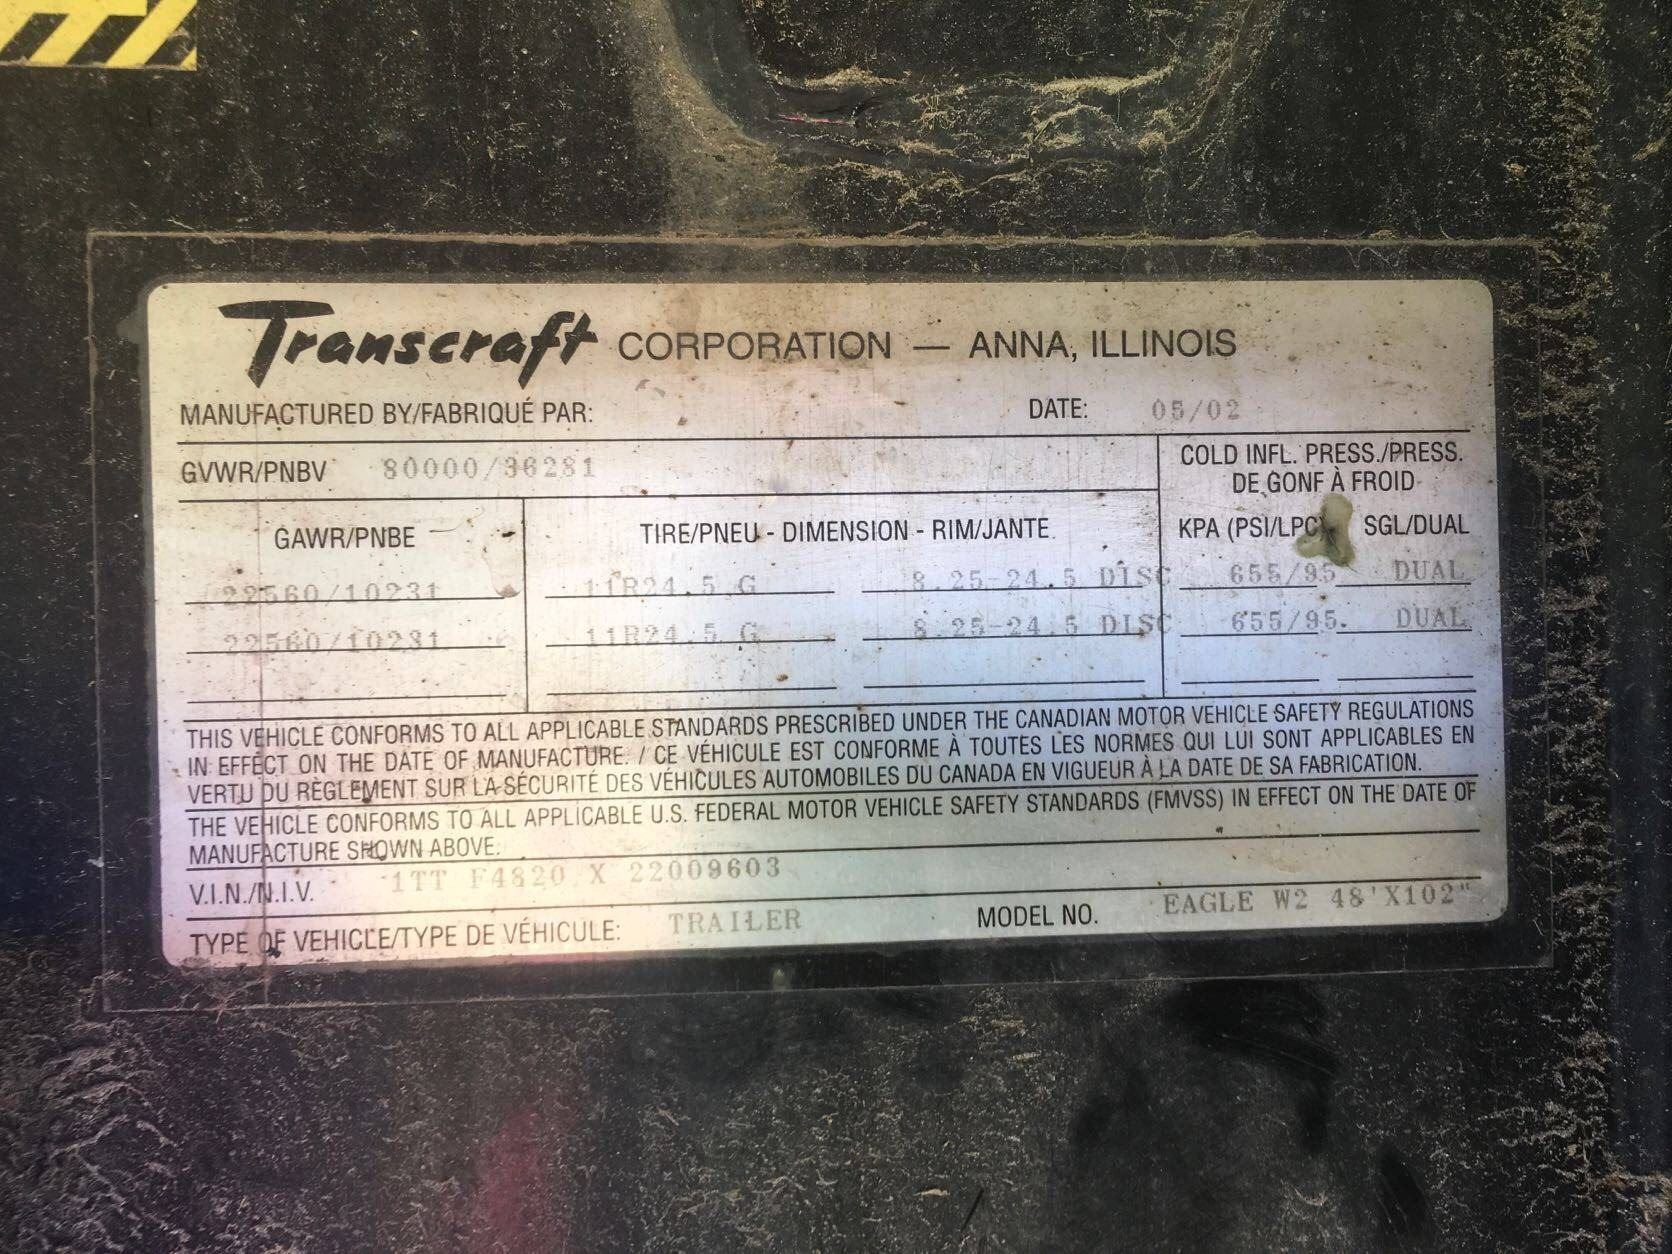 Transcraft CORPORATION — ANNA, ILLINOIS
MANUFACTURED BY/FABRIQUÉ PAR: DATE: 05/02
GVWR/PNBV 80000/36281
COLD INFL. PRESS./PRESS.
DE GONF À FROID
GAWR/PNBE TIRE/PNEU - DIMENSION - RIM/JANTE KPA (PSI/LPC) SGL/DUAL
22560/10231 11R24.5 G 8.25-24.5 DISC 655/95 DUAL
22560/10231 11R24.5 G 8.25-24.5 DISC 655/95. DUAL
THIS VEHICLE CONFORMS TO ALL APPLICABLE STANDARDS PRESCRIBED UNDER THE CANADIAN MOTOR VEHICLE SAFETY REGULATIONS
IN EFFECT ON THE DATE OF MANUFACTURE. / CE VÉHICULE EST CONFORME À TOUTES LES NORMES QUI LUI SONT APPLICABLES EN
VERTU DU RÈGLEMENT SUR LA SÉCURITÉ DES VÉHICULES AUTOMOBILES DU CANADA EN VIGUEUR À LA DATE DE SA FABRICATION.
THE VEHICLE CONFORMS TO ALL APPLICABLE U.S. FEDERAL MOTOR VEHICLE SAFETY STANDARDS (FMVSS) IN EFFECT ON THE DATE OF
MANUFACTURE SHOWN ABOVE.
V.I.N./N.I.V. 1TT F4820 X 22009603
TYPE OF VEHICLE/TYPE DE VÉHICULE: TRAILER MODEL NO. EAGLE W2 48'X102"